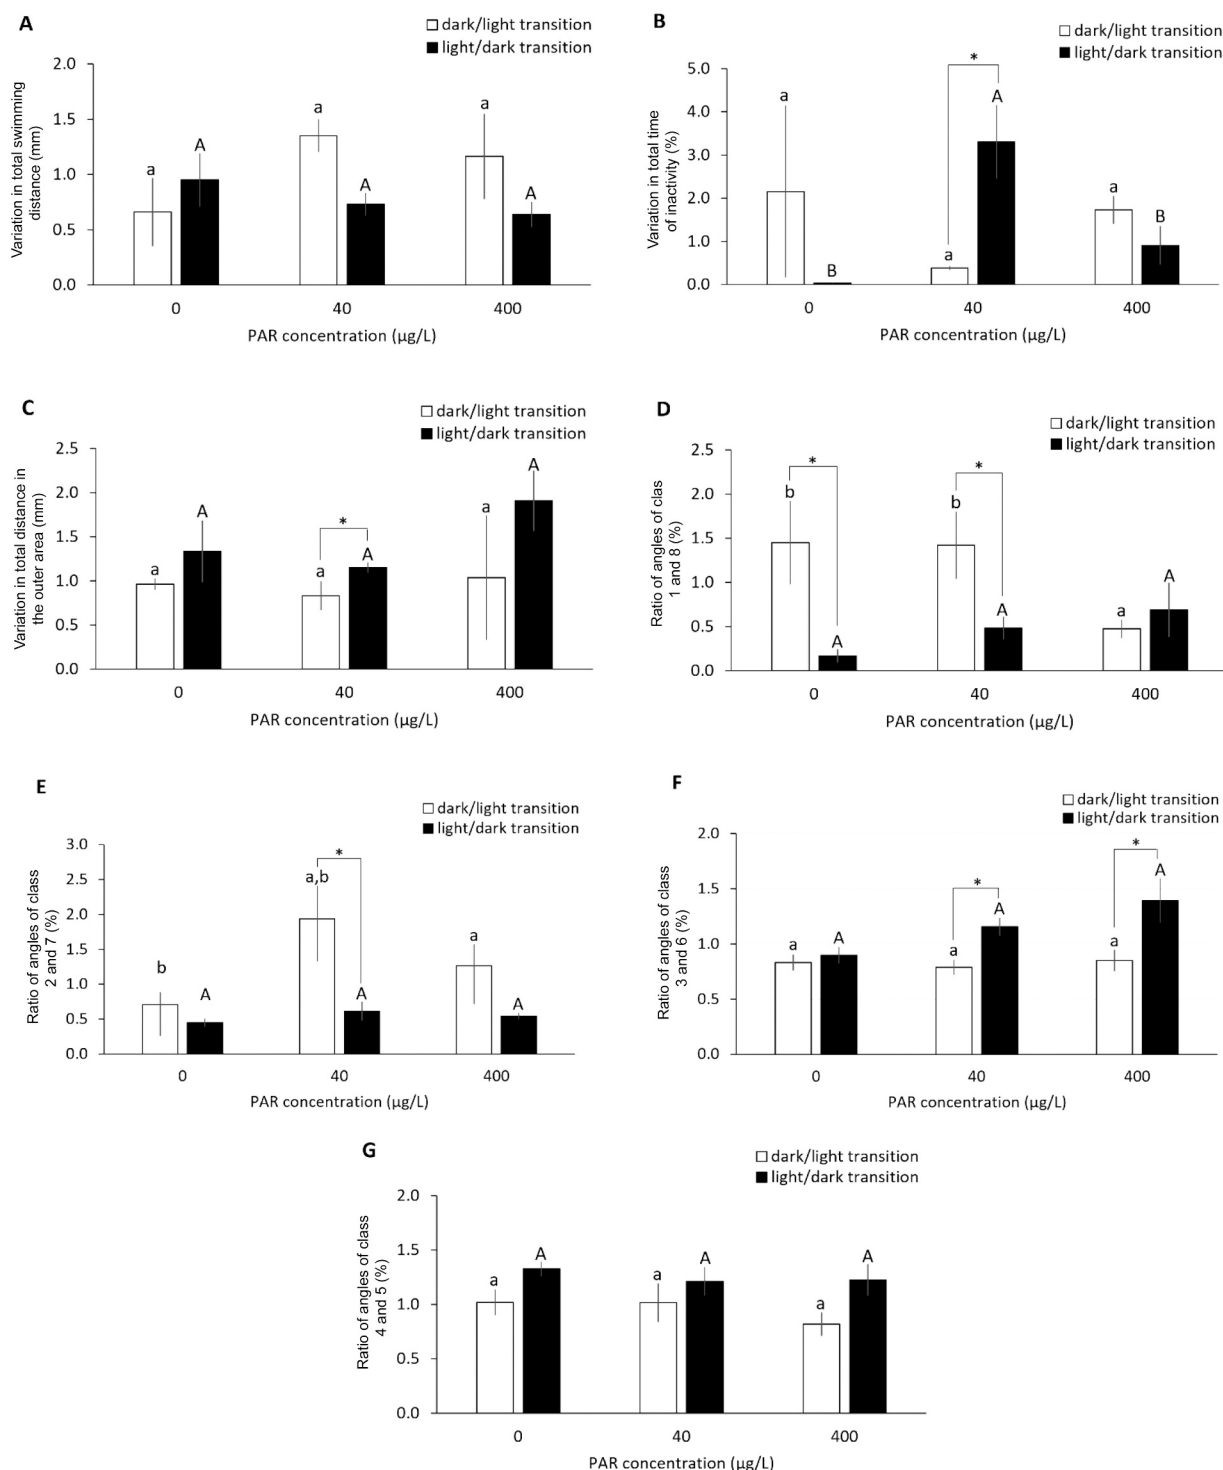 A
dark/light transition
light/dark transition
Variation in total swimming
distance (mm)
2.0
1.5
1.0
0.5
0.0
a
A
a
A
a
A
0
40
400
PAR concentration (µg/L)
B
dark/light transition
light/dark transition
Variation in total time
of inactivity (%)
5.0
4.0
3.0
2.0
1.0
0.0
a
B
*
a
A
a
B
0
40
400
PAR concentration (µg/L)
C
dark/light transition
light/dark transition
Variation in total distance in
the outer area (mm)
2.5
2.0
1.5
1.0
0.5
0.0
a
A
*
a
A
a
A
0
40
400
PAR concentration (µg/L)
D
dark/light transition
light/dark transition
Ratio of angles of clas
1 and 8 (%)
2.5
2.0
1.5
1.0
0.5
0.0
*
b
A
*
b
A
a
A
0
40
400
PAR concentration (µg/L)
E
dark/light transition
light/dark transition
Ratio of angles of class
2 and 7 (%)
3.0
2.5
2.0
1.5
1.0
0.5
0.0
b
A
*
a,b
A
a
A
0
40
400
PAR concentration (µg/L)
F
dark/light transition
light/dark transition
Ratio of angles of class
3 and 6 (%)
2.0
1.5
1.0
0.5
0.0
a
A
*
a
A
*
a
A
0
40
400
PAR concentration (µg/L)
G
dark/light transition
light/dark transition
Ratio of angles of class
4 and 5 (%)
2.0
1.5
1.0
0.5
0.0
a
A
a
A
a
A
0
40
400
PAR concentration (µg/L)